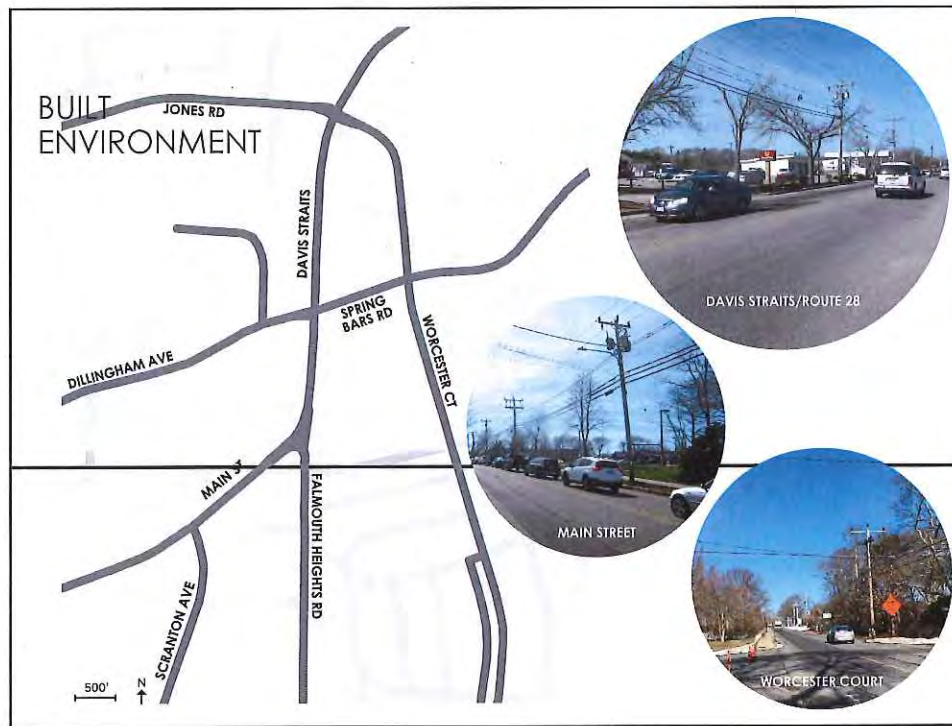 BUILT
ENVIRONMENT
JONES RD
DAVIS STRAITS
SPRING
BARS RD
DILLINGHAM AVE
WORCESTER CT
MAIN ST
FALMOUTH HEIGHTS RD
SCRANTON AVE
500'
N
DAVIS STRAITS/ROUTE 28
MAIN STREET
WORCESTER COURT